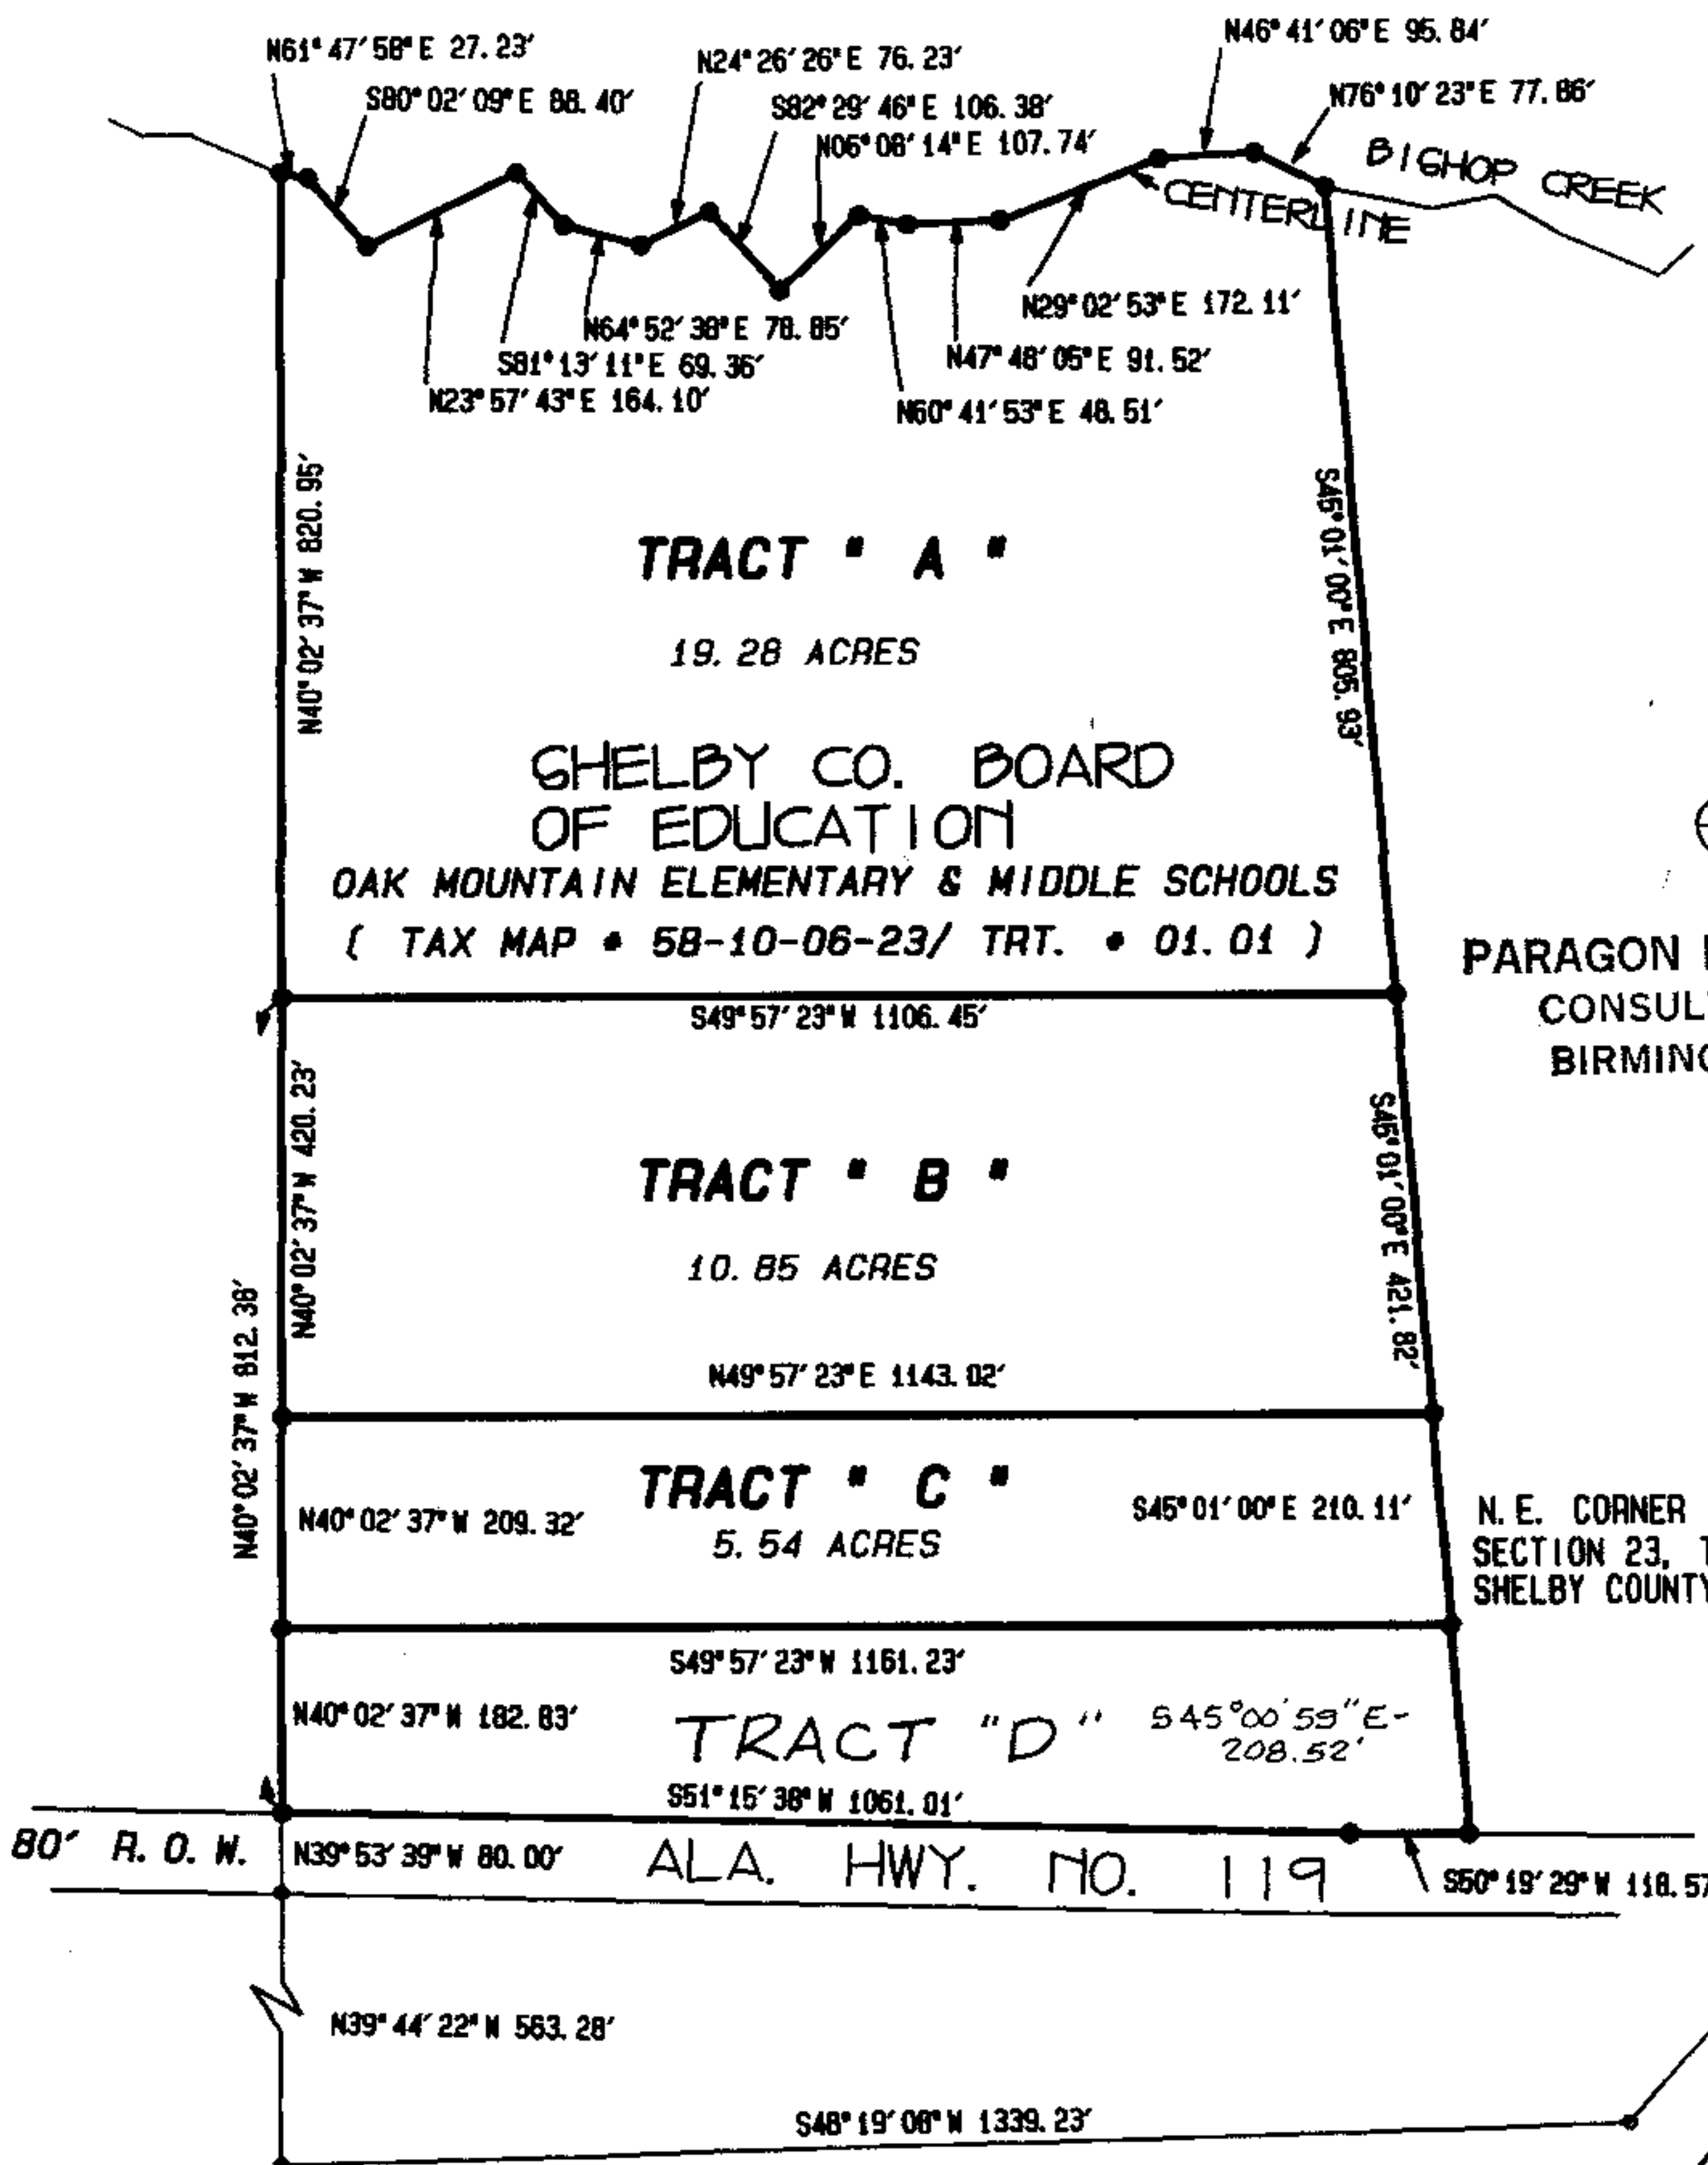 N61°47'58"E 27.23'
S80°02'09"E 88.40'
N24°26'26"E 76.23'
S82°29'46"E 106.38'
N06°08'14"E 107.74'
N46°41'06"E 95.84'
N76°10'23"E 77.86'
BISHOP CREEK
CENTERLINE
N29°02'53"E 172.11'
N64°52'38"E 78.85'
S81°13'11"E 69.36'
N23°57'43"E 164.10'
N47°48'05"E 91.52'
N60°41'53"E 48.51'
N40°02'37"W 820.95'
S45°01'00"E 805.93'
TRACT " A "
19.28 ACRES
SHELBY CO. BOARD
OF EDUCATION
OAK MOUNTAIN ELEMENTARY & MIDDLE SCHOOLS
( TAX MAP # 58-10-06-23/ TRT. # 01.01 )
PARAGON
CONSUL
BIRMING
S49°57'23"W 1106.45'
N40°02'37"W 420.23'
S45°01'00"E 421.82'
TRACT " B "
10.85 ACRES
N40°02'37"W 812.38'
N49°57'23"E 1143.02'
TRACT " C "
5.54 ACRES
N40°02'37"W 209.32'
S45°01'00"E 210.11'
N.E. CORNER
SECTION 23, T
SHELBY COUNTY
S49°57'23"W 1161.23'
N40°02'37"W 182.83'
TRACT "D"
S45°00'59"E-
208.52'
S51°15'38"W 1061.01'
80' R.O.W.
N39°53'39"W 80.00'
ALA. HWY. NO. 119
S50°19'29"W 118.57
N39°44'22"W 563.28'
S48°19'08"W 1339.23'